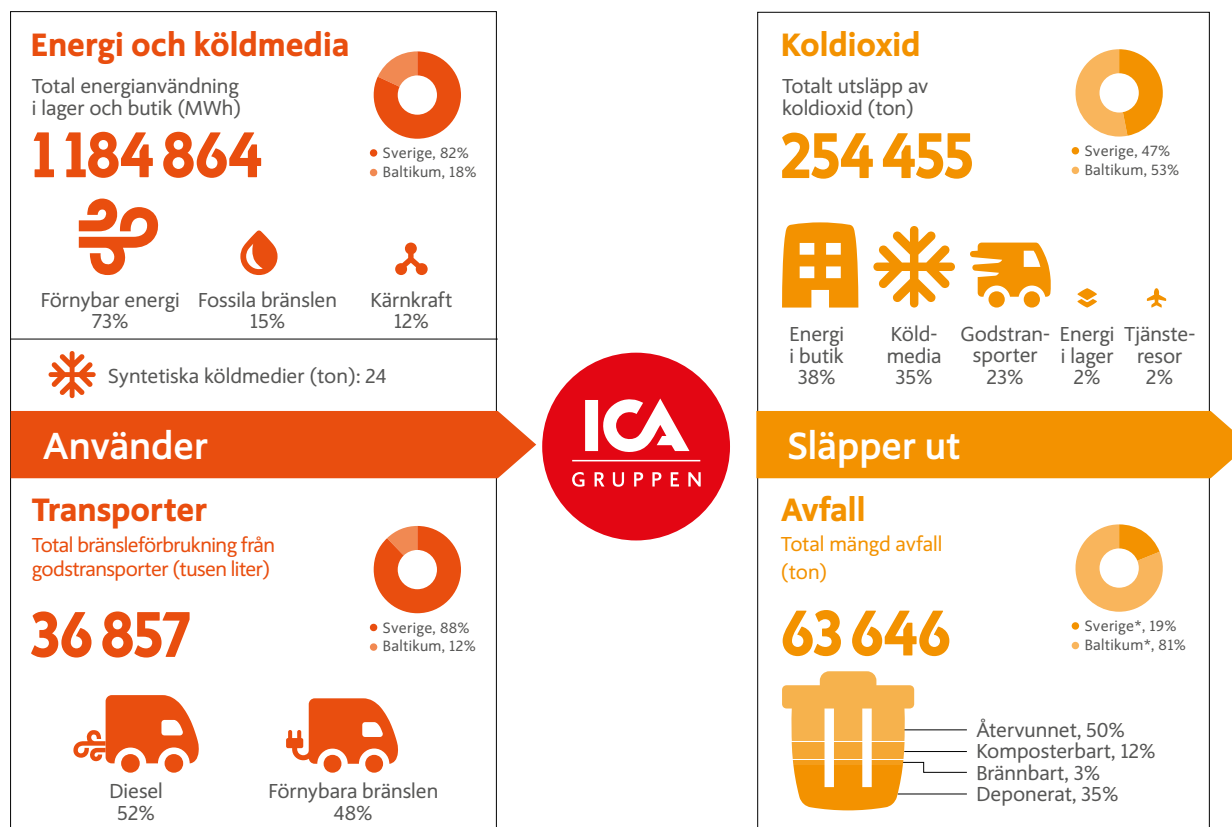 Energi och köldmedia
Total energianvändning
i lager och butik (MWh)
1 184 864
Sverige, 82%
Baltikum, 18%
Förnybar energi
73%
Fossila bränslen
15%
Kärnkraft
12%
Syntetiska köldmedier (ton): 24
Använder
Transporter
Total bränsleförbrukning från
godstransporter (tusen liter)
36 857
Sverige, 88%
Baltikum, 12%
Diesel
52%
Förnybara bränslen
48%
ICA
GRUPPEN
Koldioxid
Totalt utsläpp av
koldioxid (ton)
254 455
Sverige, 47%
Baltikum, 53%
Energi
i butik
38%
Köld-
media
35%
Godstran-
sporter
23%
Energi
i lager
2%
Tjänste-
resor
2%
Släpper ut
Avfall
Total mängd avfall
(ton)
63 646
Sverige*, 19%
Baltikum*, 81%
Återvunnet, 50%
Komposterbart, 12%
Brännbart, 3%
Deponerat, 35%